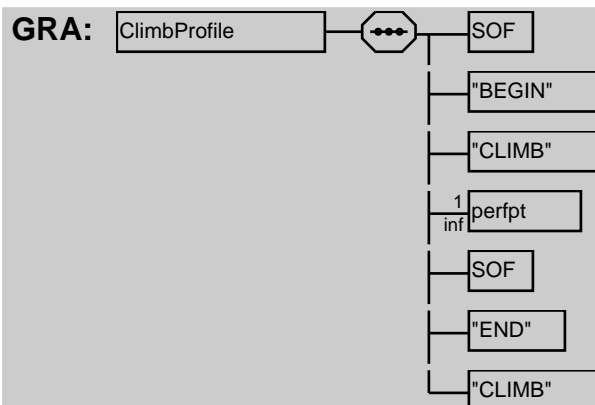 GRA: ClimbProfile SOF
"BEGIN"
"CLIMB"
1
inf perfpt
SOF
"END"
"CLIMB"